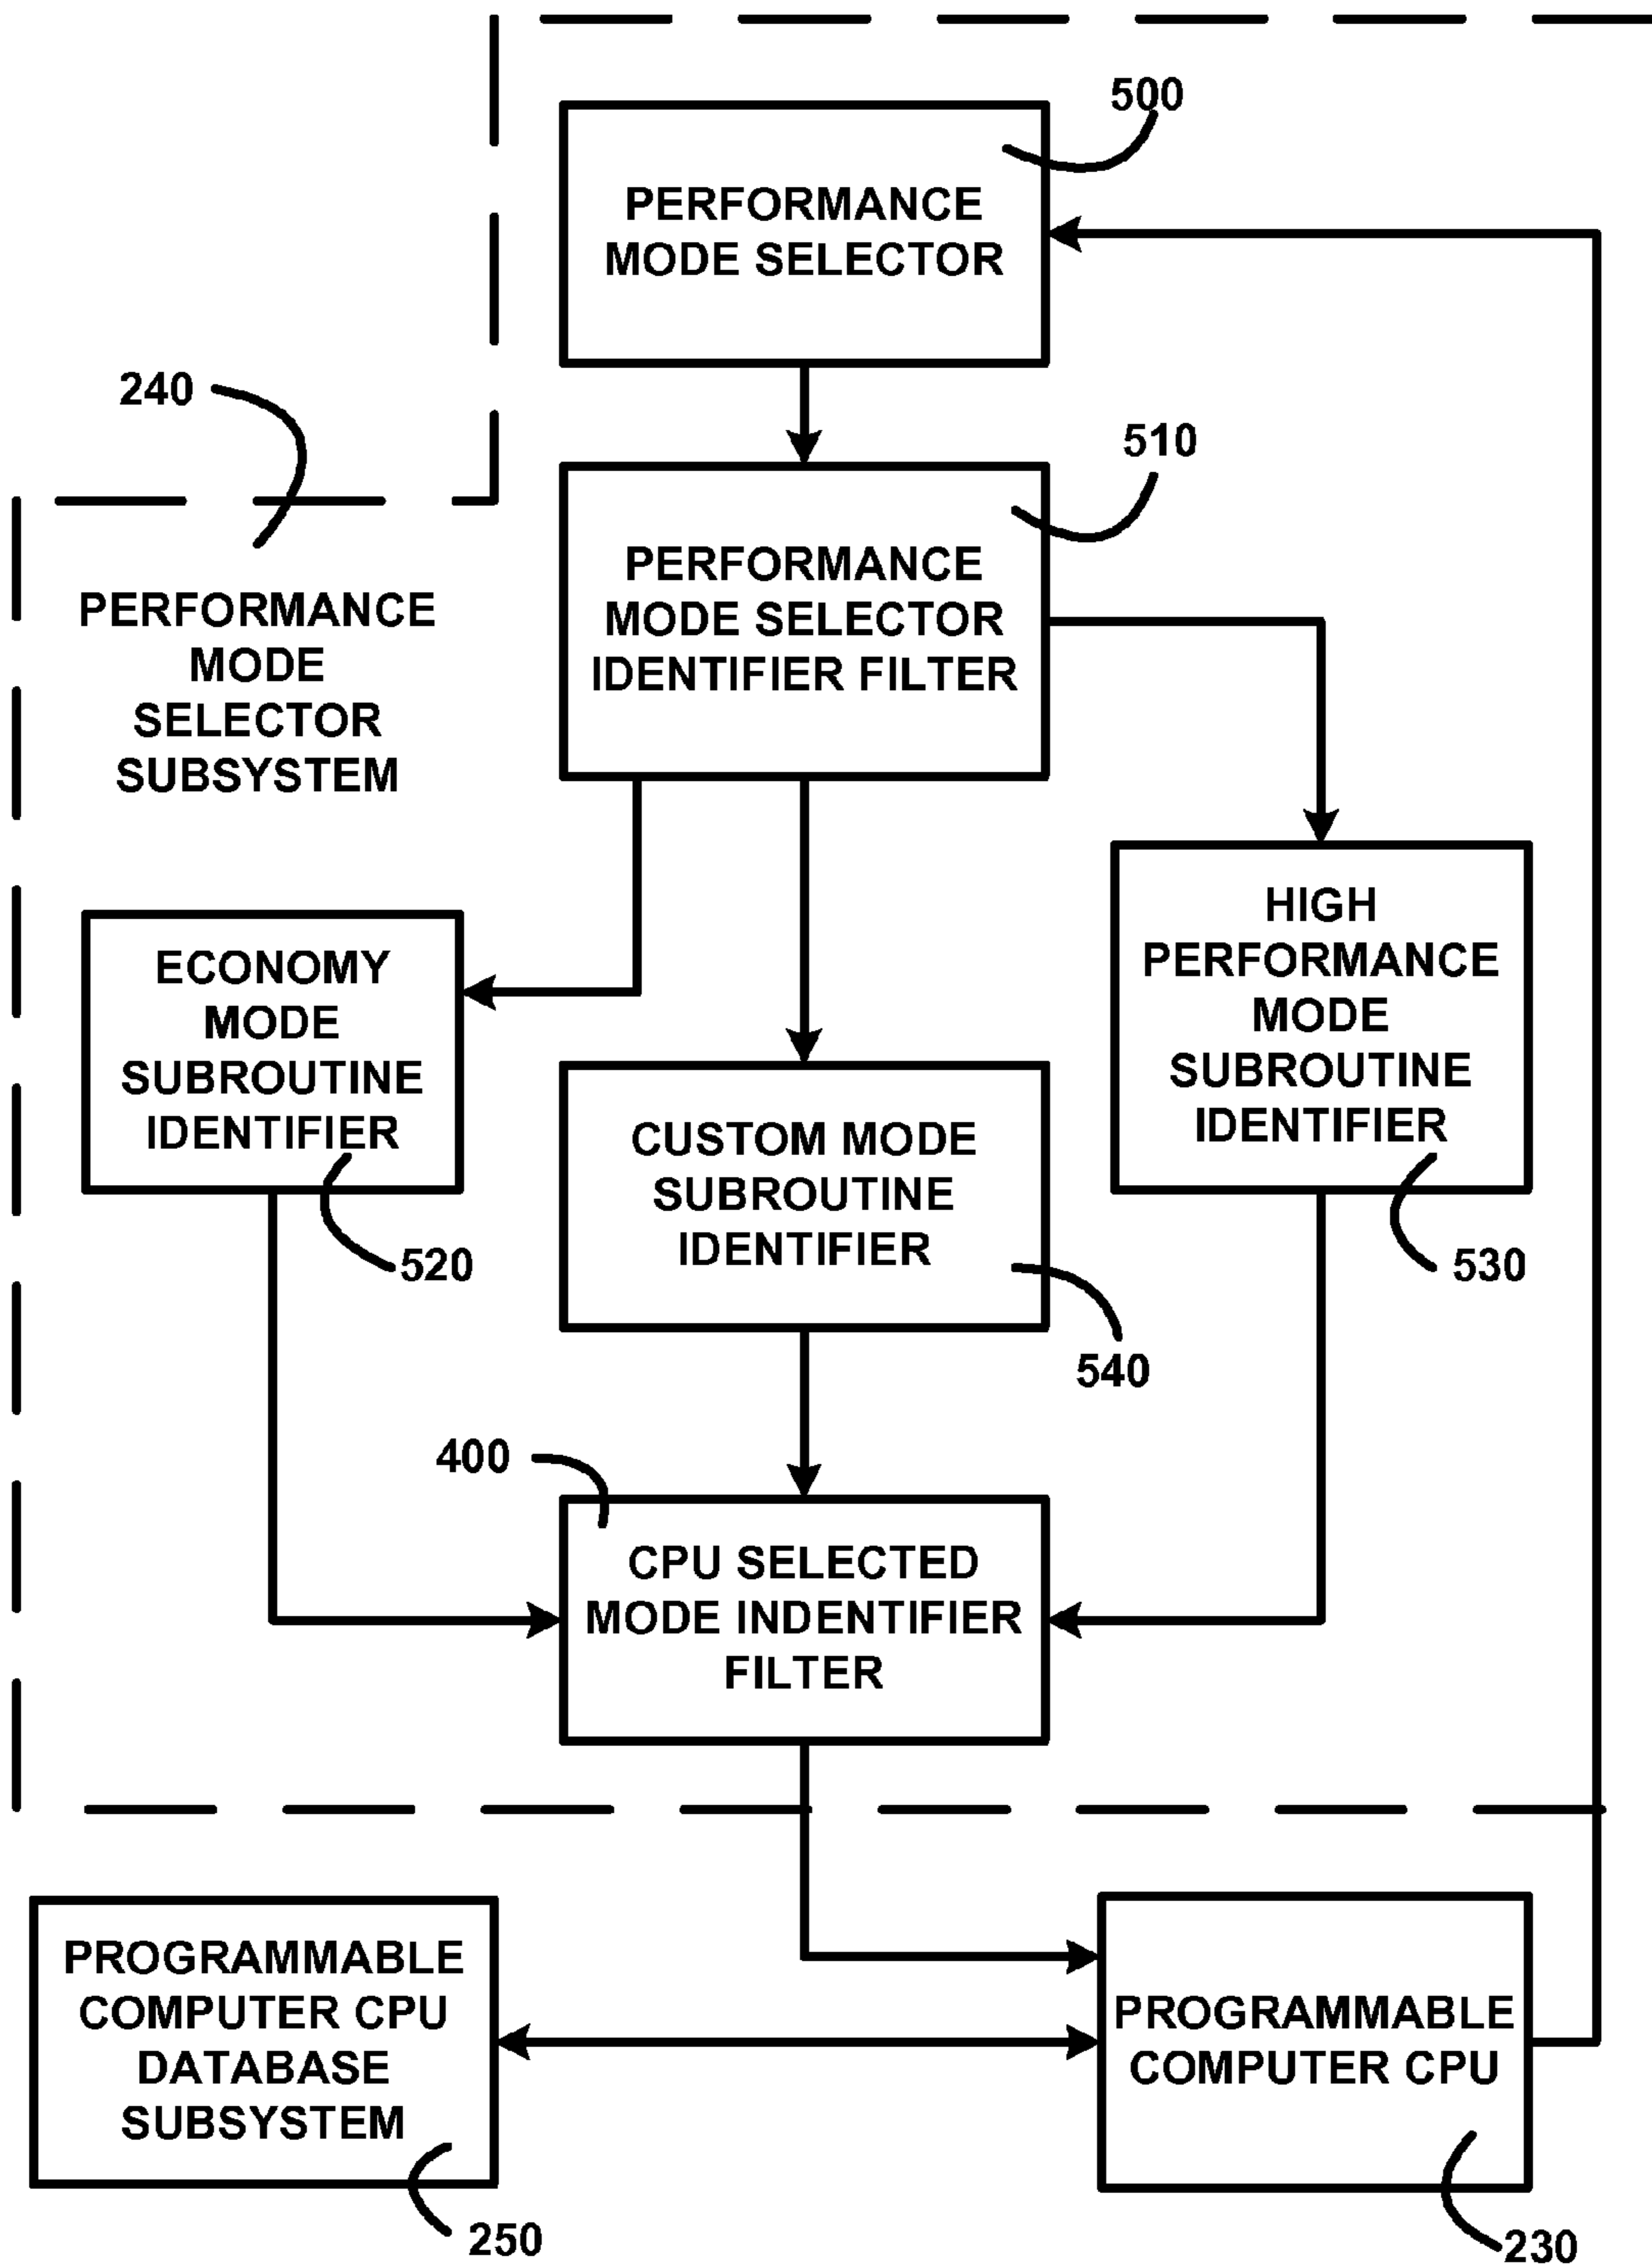 500
PERFORMANCE
MODE SELECTOR
240
510
PERFORMANCE
MODE SELECTOR
IDENTIFIER FILTER
PERFORMANCE
MODE
SELECTOR
SUBSYSTEM
HIGH
PERFORMANCE
MODE
SUBROUTINE
IDENTIFIER
ECONOMY
MODE
SUBROUTINE
IDENTIFIER
CUSTOM MODE
SUBROUTINE
IDENTIFIER
520
530
540
400
CPU SELECTED
MODE INDENTIFIER
FILTER
PROGRAMMABLE
COMPUTER CPU
DATABASE
SUBSYSTEM
PROGRAMMABLE
COMPUTER CPU
250
230